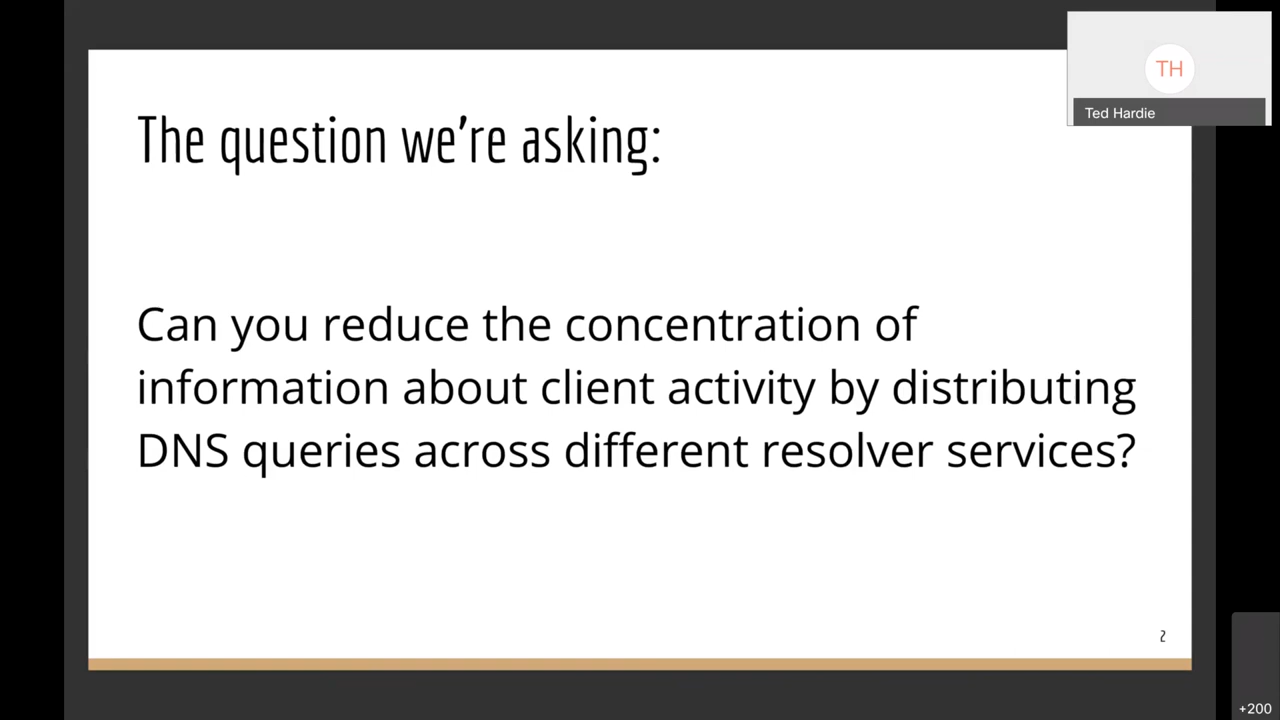 TH
Ted Hardie
The question we're asking:
Can you reduce the concentration of
information about client activity by distributing
DNS queries across different resolver services?
2
+200